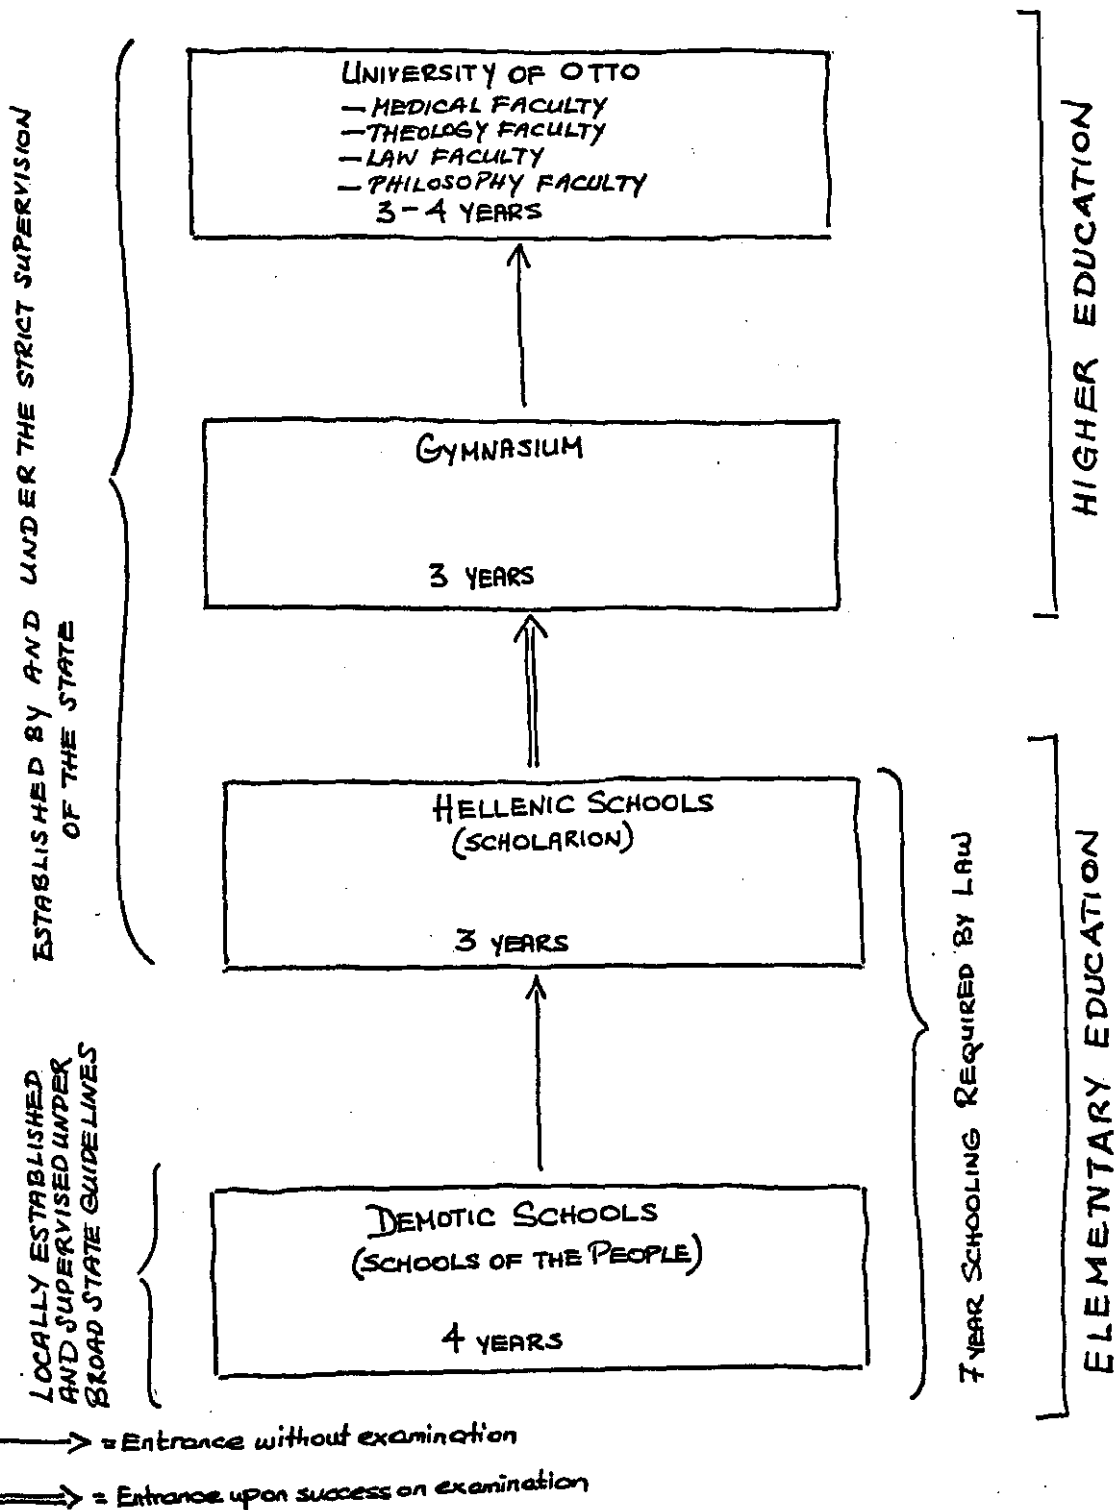 UNIVERSITY OF OTTO
— MEDICAL FACULTY
— THEOLOGY FACULTY
— LAW FACULTY
— PHILOSOPHY FACULTY
3-4 YEARS
GYMNASIUM
3 YEARS
HELLENIC SCHOOLS
(SCHOLARION)
3 YEARS
DEMOTIC SCHOOLS
(SCHOOLS OF THE PEOPLE)
4 YEARS
ESTABLISHED BY AND UNDER THE STRICT SUPERVISION
OF THE STATE
LOCALLY ESTABLISHED
AND SUPERVISED UNDER
BROAD STATE GUIDELINES
7 YEAR SCHOOLING REQUIRED BY LAW
HIGHER EDUCATION
ELEMENTARY EDUCATION
= Entrance without examination
= Entrance upon success on examination